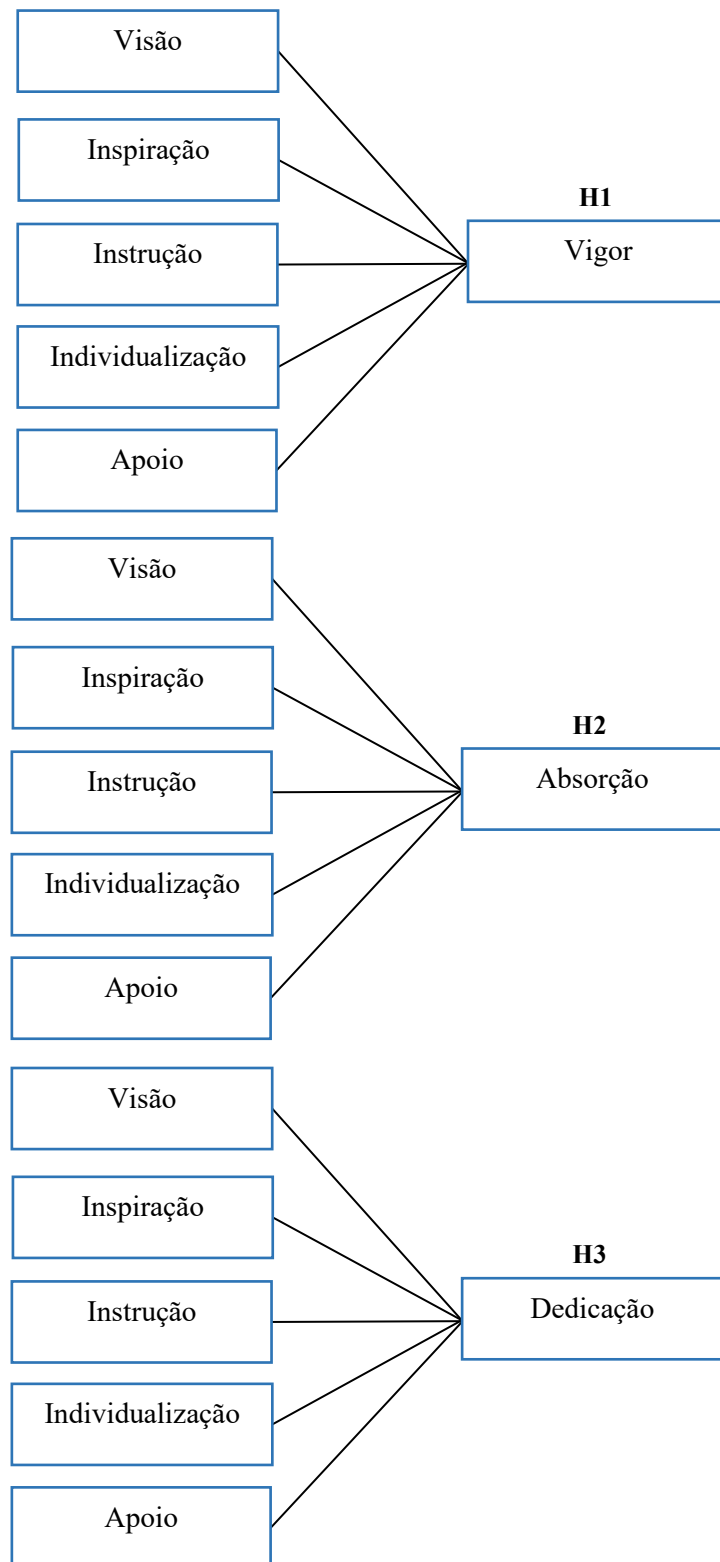 Visão
Inspiração
Instrução
Individualização
Apoio
H1
Vigor
Visão
Inspiração
Instrução
Individualização
Apoio
H2
Absorção
Visão
Inspiração
Instrução
Individualização
Apoio
H3
Dedicação